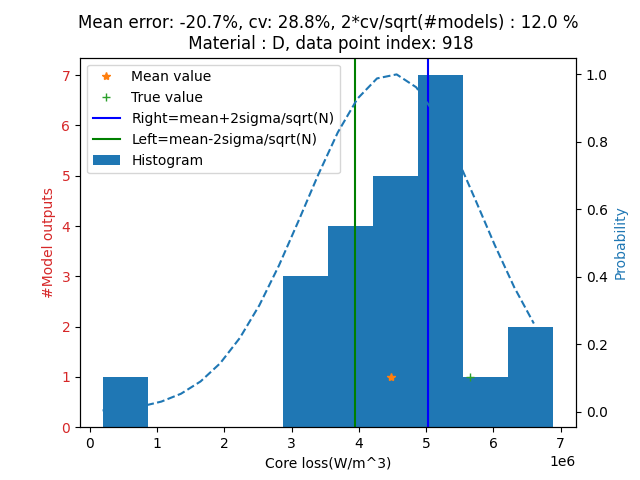 Mean error: -20.7%, cv: 28.8%, 2*cv/sqrt(#models) : 12.0 %
Material : D, data point index: 918
Mean value
True value
Right=mean+2sigma/sqrt(N)
Left=mean-2sigma/sqrt(N)
Histogram
#Model outputs
7
6
5
4
3
2
1
0
Probability
1.0
0.8
0.6
0.4
0.2
0.0
0 1 2 3 4 5 6 7
1e6
Core loss(W/m^3)